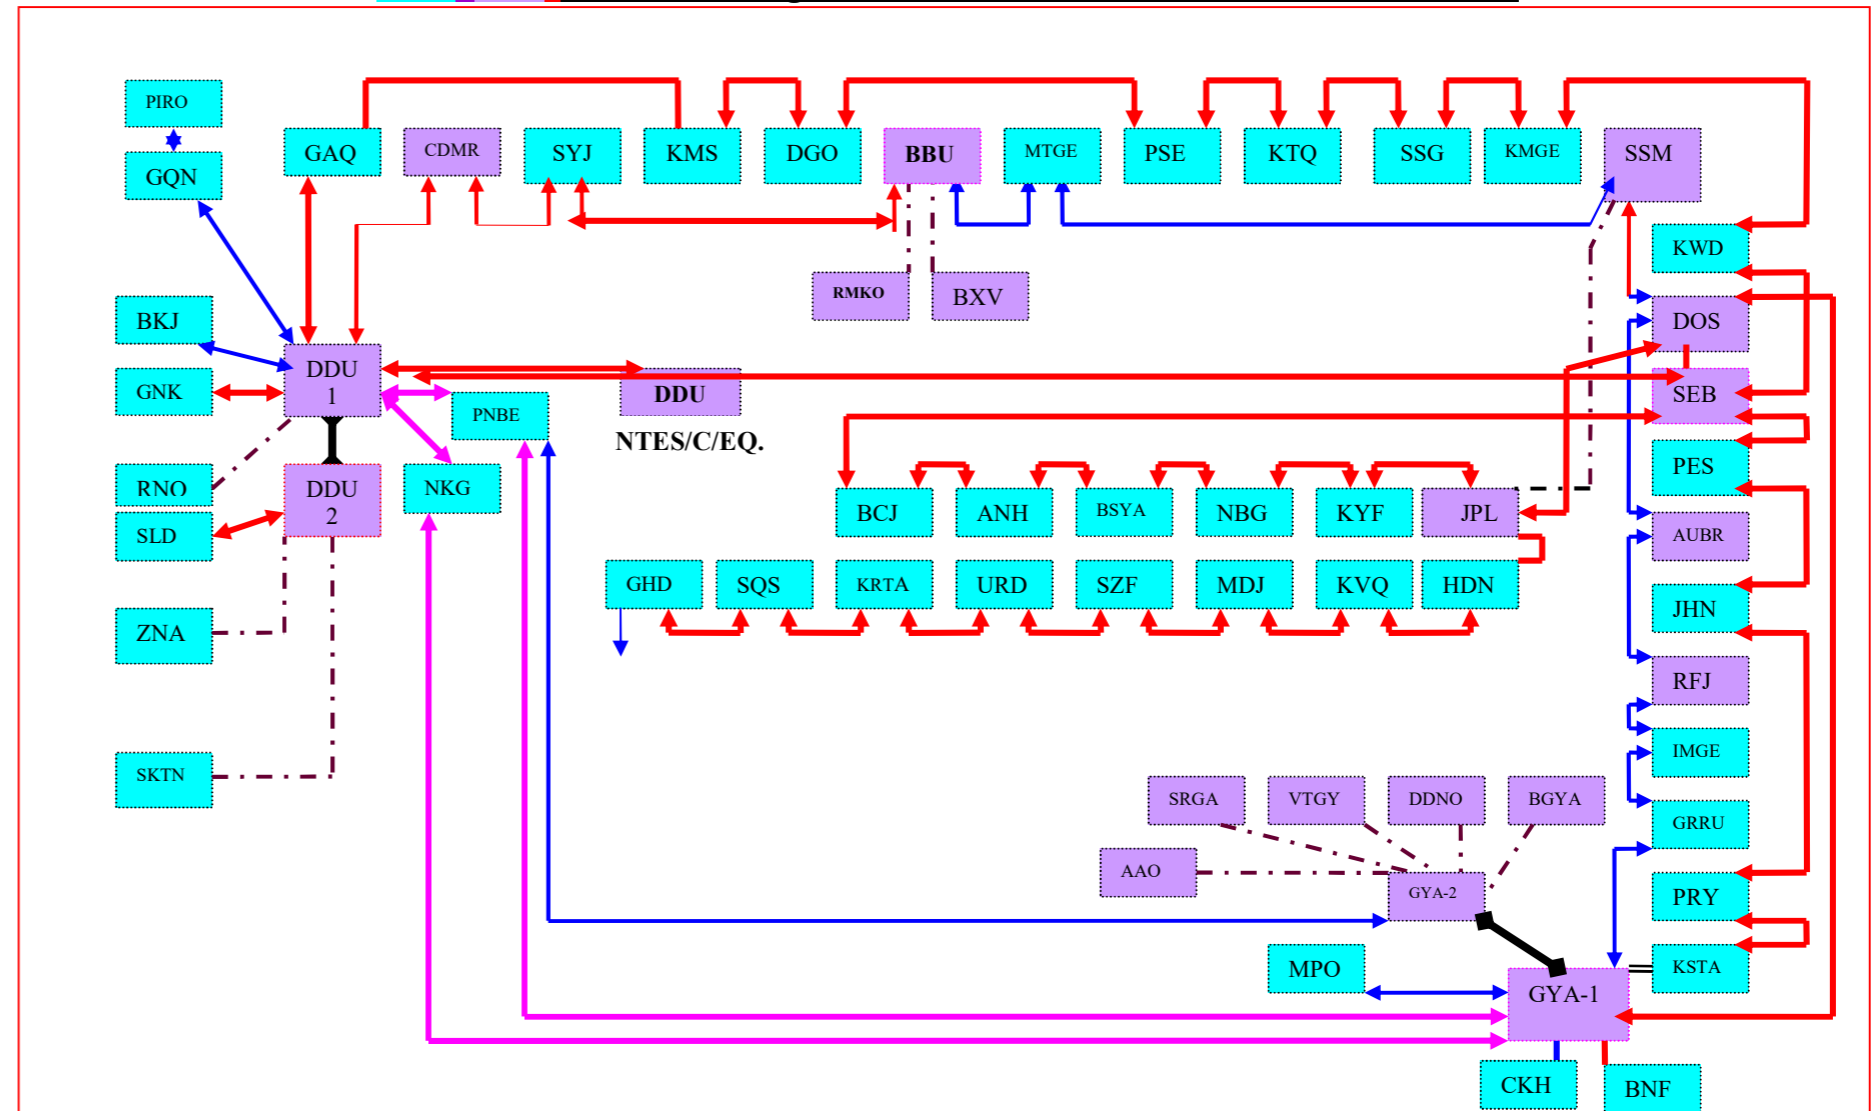 PIRO
GAQ
CDMR
SYJ
KMS
DGO
BBU
MTGE
PSE
KTQ
SSG
KMGE
SSM
GQN
KWD
RMKO
BXV
BKJ
DOS
DDU
1
GNK
DDU
SEB
PNBE
NTES/C/EQ.
PES
RNO
DDU
2
NKG
SLD
BCJ
ANH
BSYA
NBG
KYF
JPL
AUBR
GHD
SQS
KRTA
URD
SZF
MDJ
KVQ
HDN
JHN
ZNA
RFJ
IMGE
SKTN
SRGA
VTGY
DDNO
BGYA
GRRU
AAO
GYA-2
PRY
MPO
KSTA
GYA-1
CKH
BNF